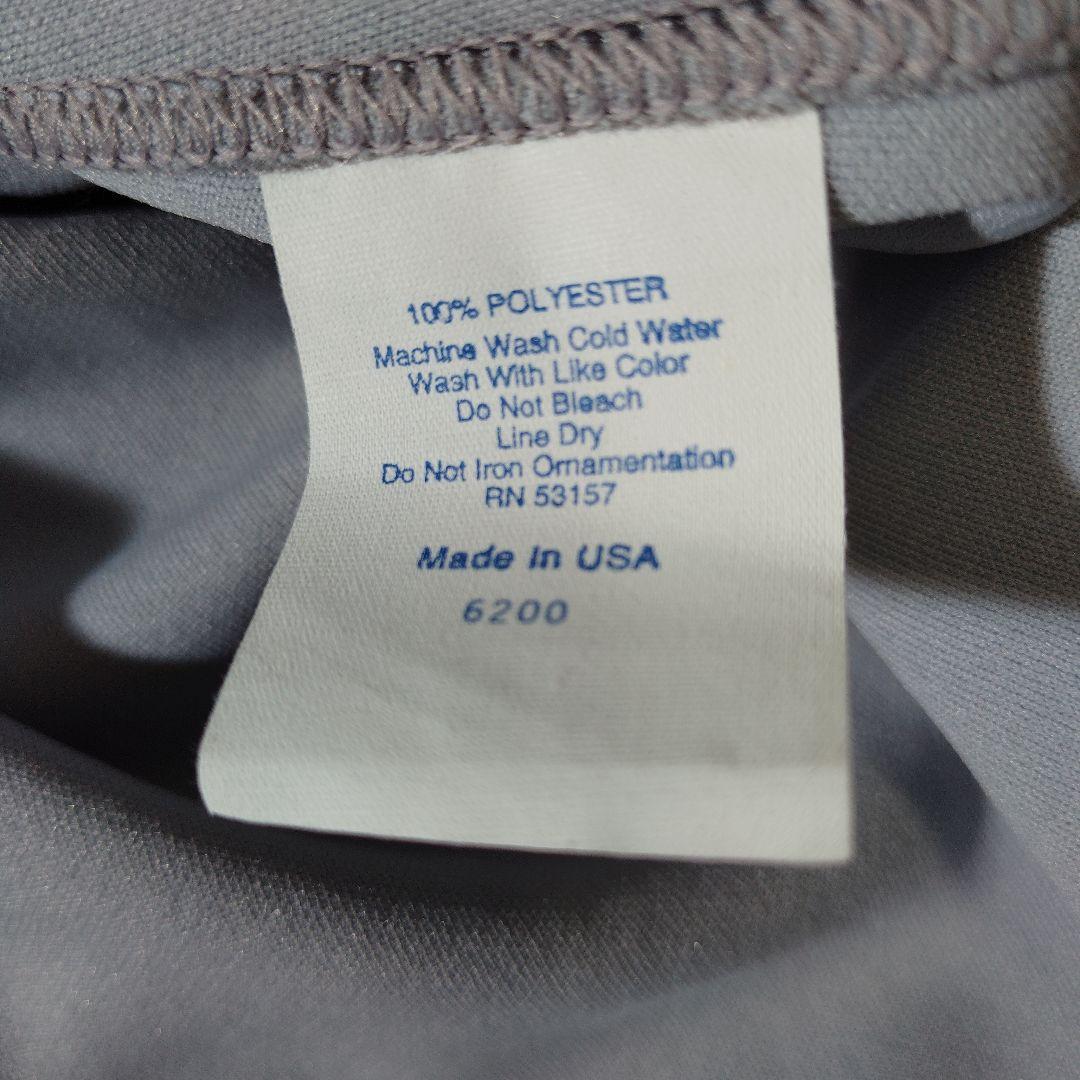 100% POLYESTER
Machine Wash Cold Water
Wash With Like Color
Do Not Bleach
Line Dry
Do Not Iron Ornamentation
RN 53157
Made in USA
6200